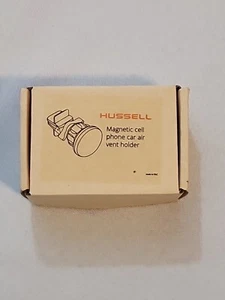 HUSSELL
Magnetic cell
phone car air
vent holder